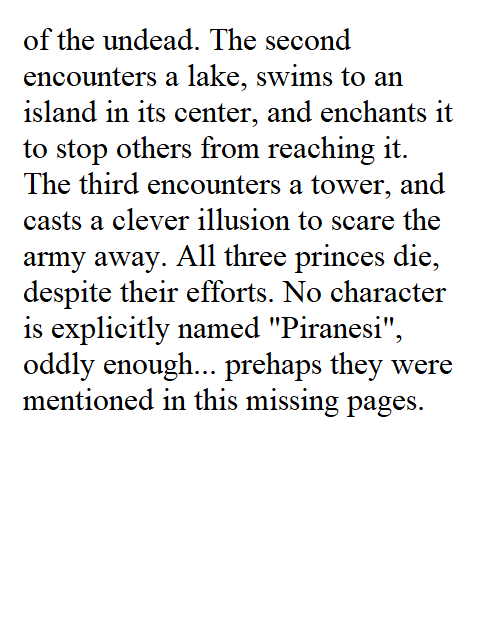 of the undead. The second
encounters a lake, swims to an
island in its center, and enchants it
to stop others from reaching it.
The third encounters a tower, and
casts a clever illusion to scare the
army away. All three princes die,
despite their efforts. No character
is explicitly named "Piranesi",
oddly enough... prehaps they were
mentioned in this missing pages.